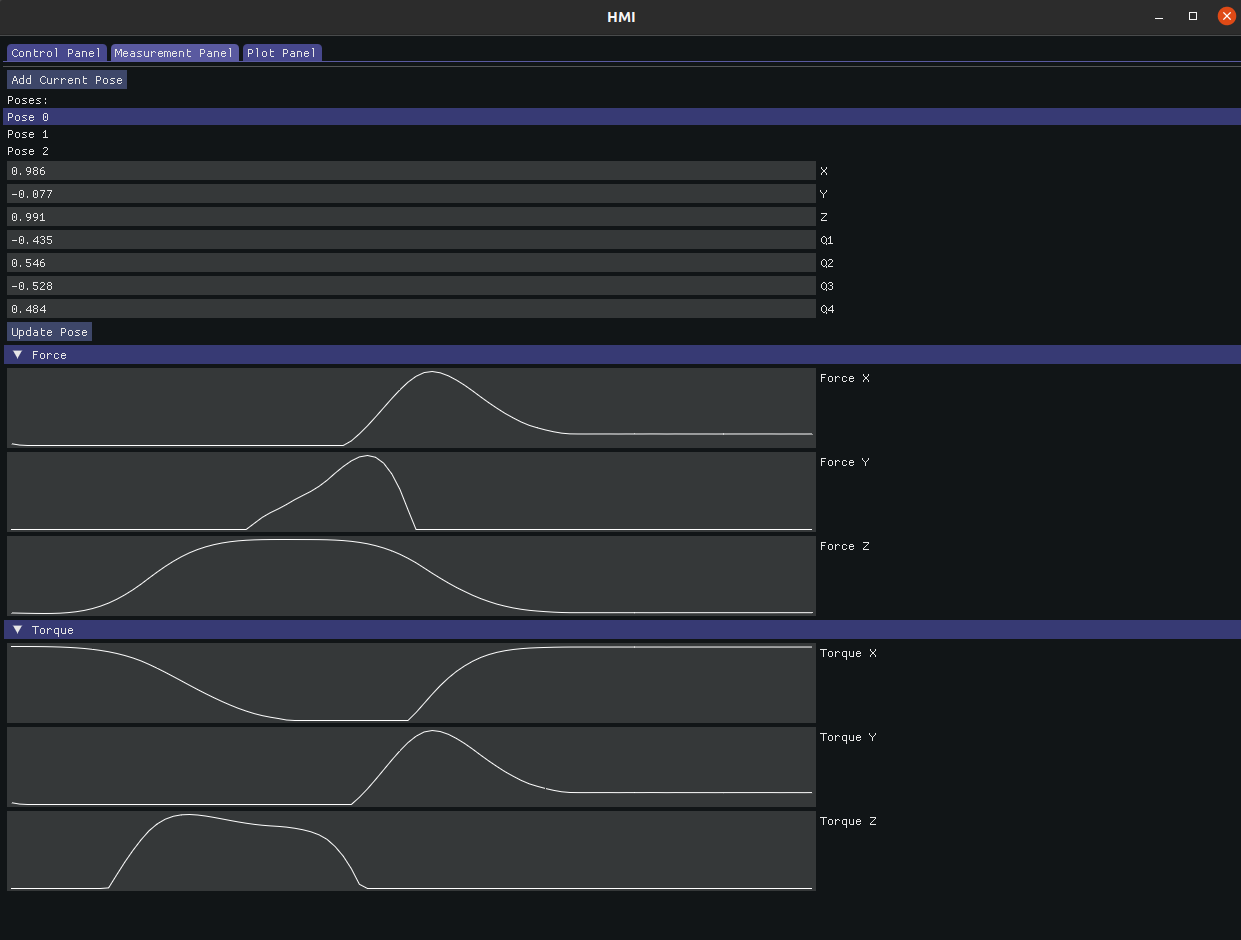 HMI
Control Panel Measurement Panel Plot Panel
Add Current Pose
Poses:
Pose 0
Pose 1
Pose 2
0.986 X
-0.077 Y
0.991 Z
-0.435 Q1
0.546 Q2
-0.528 Q3
0.484 Q4
Update Pose
Force
Force X
Force Y
Force Z
Torque
Torque X
Torque Y
Torque Z